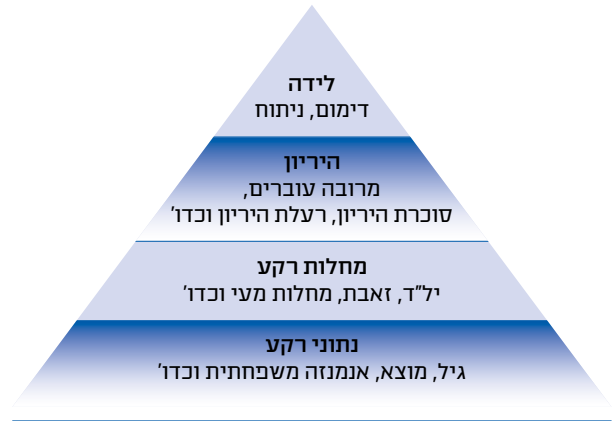 לידה
דימום, ניתוח
היריון
מרובה עוברים,
סוכרת היריון, רעלת היריון וכדו'
מחלות רקע
יל"ד, זאבת, מחלות מעי וכדו'
נתוני רקע
גיל, מוצא, אנמנזה משפחתית וכדו'